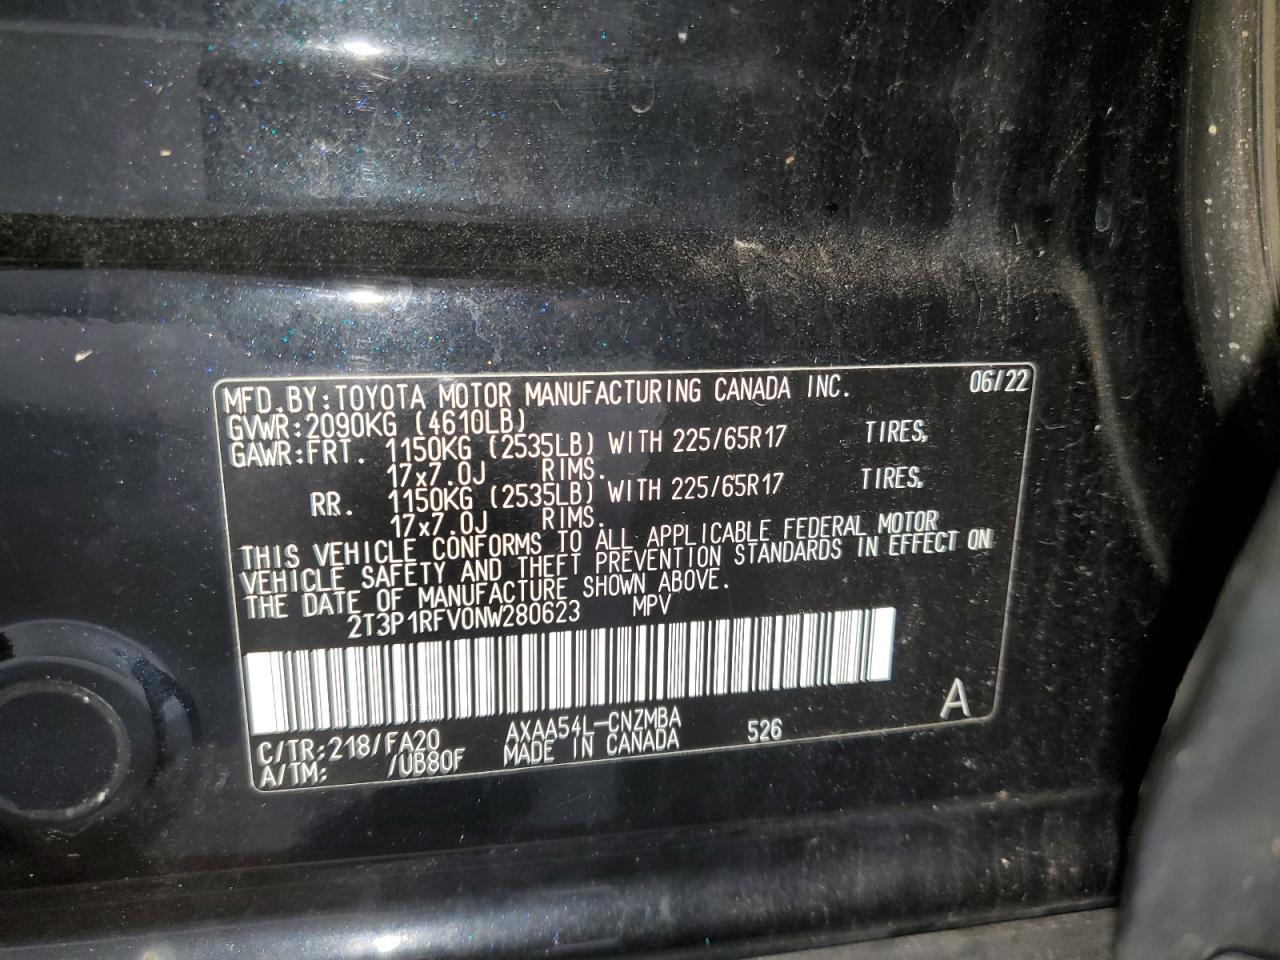 MFD.BY:TOYOTA MOTOR MANUFACTURING CANADA INC. 06/22
GVWR:2090KG (4610LB)
GAWR:FRT. 1150KG (2535LB) WITH 225/65R17 TIRES,
17x7.0J RIMS.
RR. 1150KG (2535LB) WITH 225/65R17 TIRES,
17x7.0J RIMS.
THIS VEHICLE CONFORMS TO ALL APPLICABLE FEDERAL MOTOR
VEHICLE SAFETY AND THEFT PREVENTION STANDARDS IN EFFECT ON
THE DATE OF MANUFACTURE SHOWN ABOVE.
2T3P1RFV0NW280623 MPV
C/TR:218/FA20 AXAA54L-CNZMBA 526 A
A/TM: /UB80F MADE IN CANADA